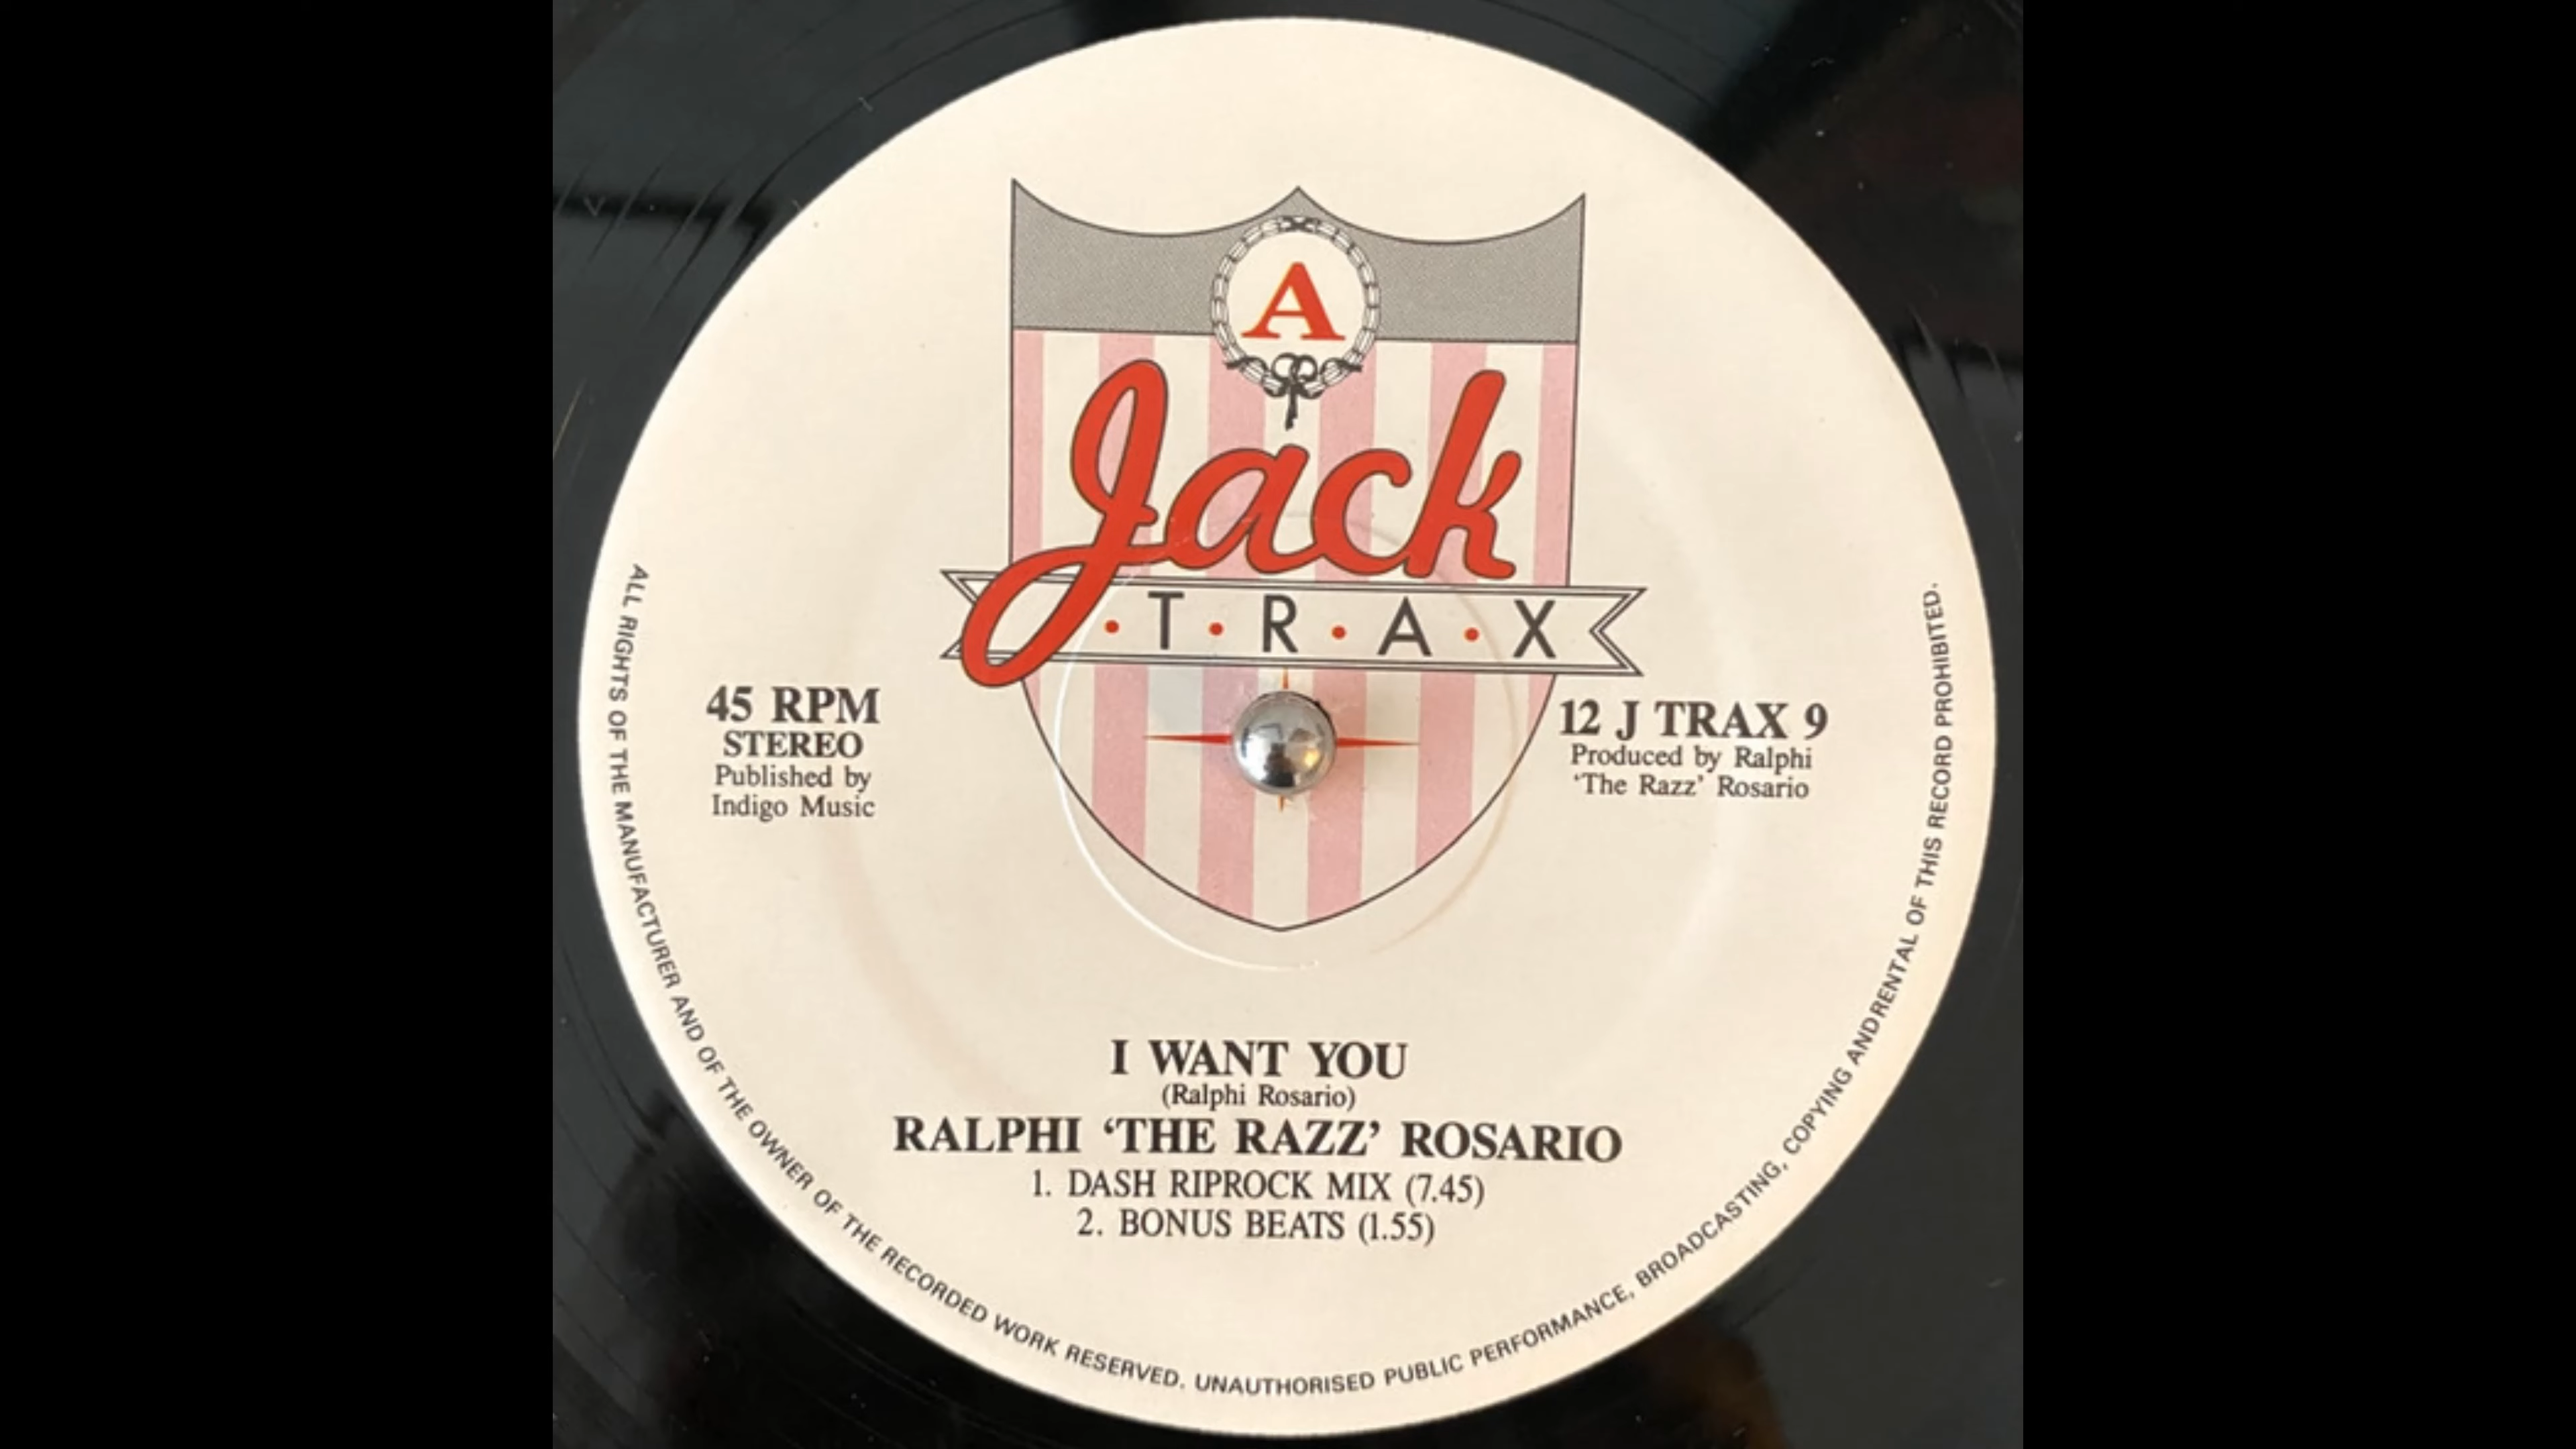 A
Jack
·T·R·A·X
45 RPM
STEREO
Published by
Indigo Music
12 J TRAX 9
Produced by Ralphi
‘The Razz’ Rosario
I WANT YOU
(Ralphi Rosario)
RALPHI ‘THE RAZZ’ ROSARIO
1. DASH RIPROCK MIX (7.45)
2. BONUS BEATS (1.55)
ALL RIGHTS OF THE MANUFACTURER AND OF THE OWNER OF THE RECORDED WORK RESERVED. UNAUTHORISED PUBLIC PERFORMANCE, BROADCASTING, COPYING ANDRENTAL OF THIS RECORD PROHIBITED.